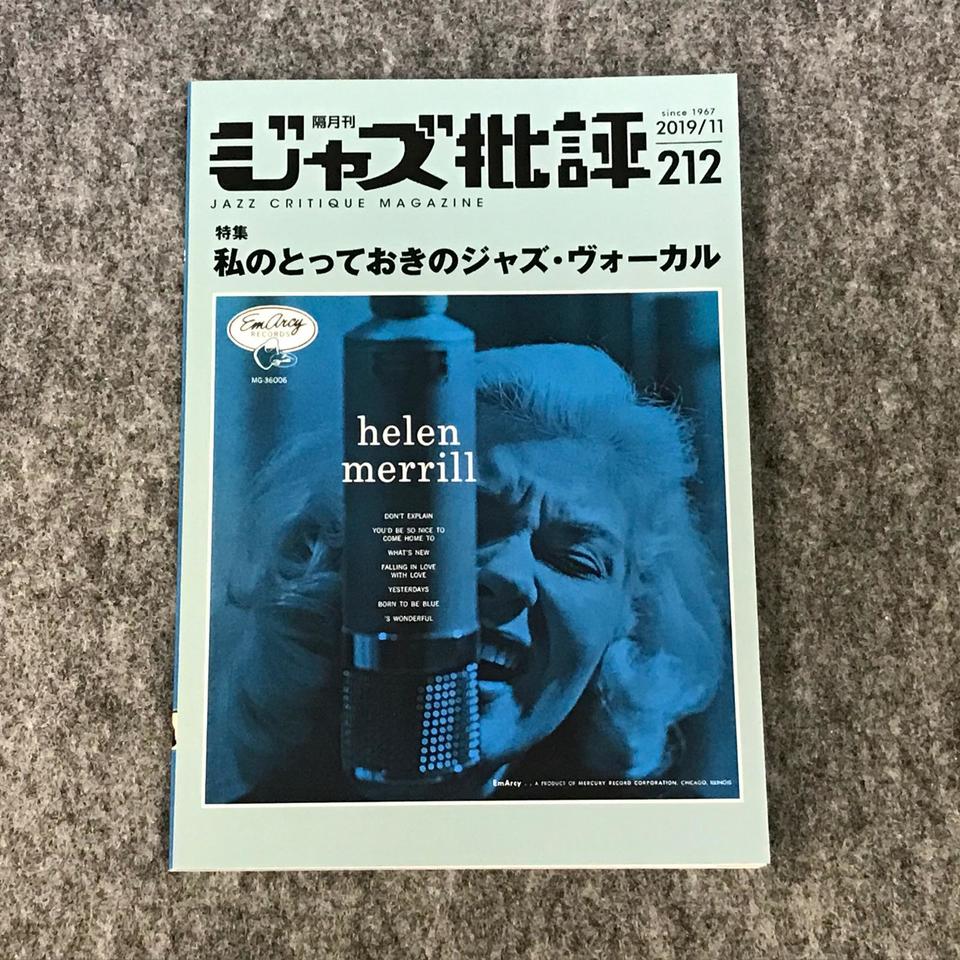 隔月刊
ジャズ批評
since 1967
2019/11
212
JAZZ CRITIQUE MAGAZINE
特集
私のとっておきのジャズ・ヴォーカル
EmArcy
RECORDS
MG-36006
helen
merrill
DON'T EXPLAIN
YOU'D BE SO NICE TO
COME HOME TO
WHAT'S NEW
FALLING IN LOVE
WITH LOVE
YESTERDAYS
BORN TO BE BLUE
'S WONDERFUL
EmArcy . . A PRODUCT OF MERCURY RECORD CORPORATION, CHICAGO, ILLINOIS